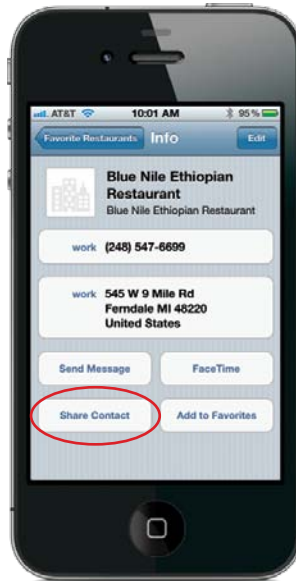 AT&T 10:01 AM 95%
Favorite Restaurants Info Edit
Blue Nile Ethiopian
Restaurant
Blue Nile Ethiopian Restaurant
work (248) 547-6699
work 545 W 9 Mile Rd
Ferndale MI 48220
United States
Send Message FaceTime
Share Contact Add to Favorites